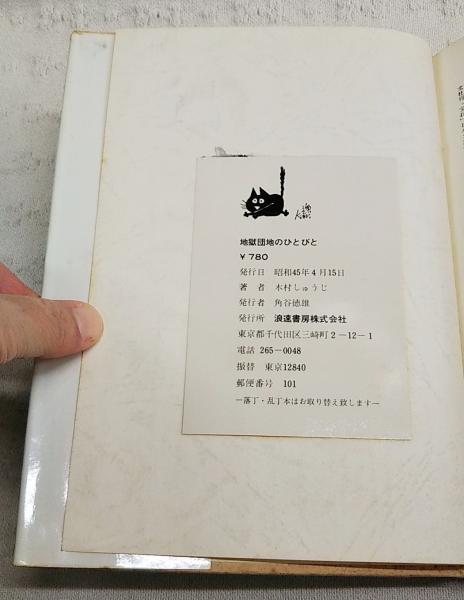 地獄団地のひとびと
￥780
発行日　昭和45年4月15日
著　者　木村しゅうじ
発行者　角谷徳雄
発行所　浪速書房株式会社
東京都千代田区三崎町2－12－1
電話　265－0048
振替　東京12840
郵便番号　101
―落丁・乱丁本はお取り替え致します―